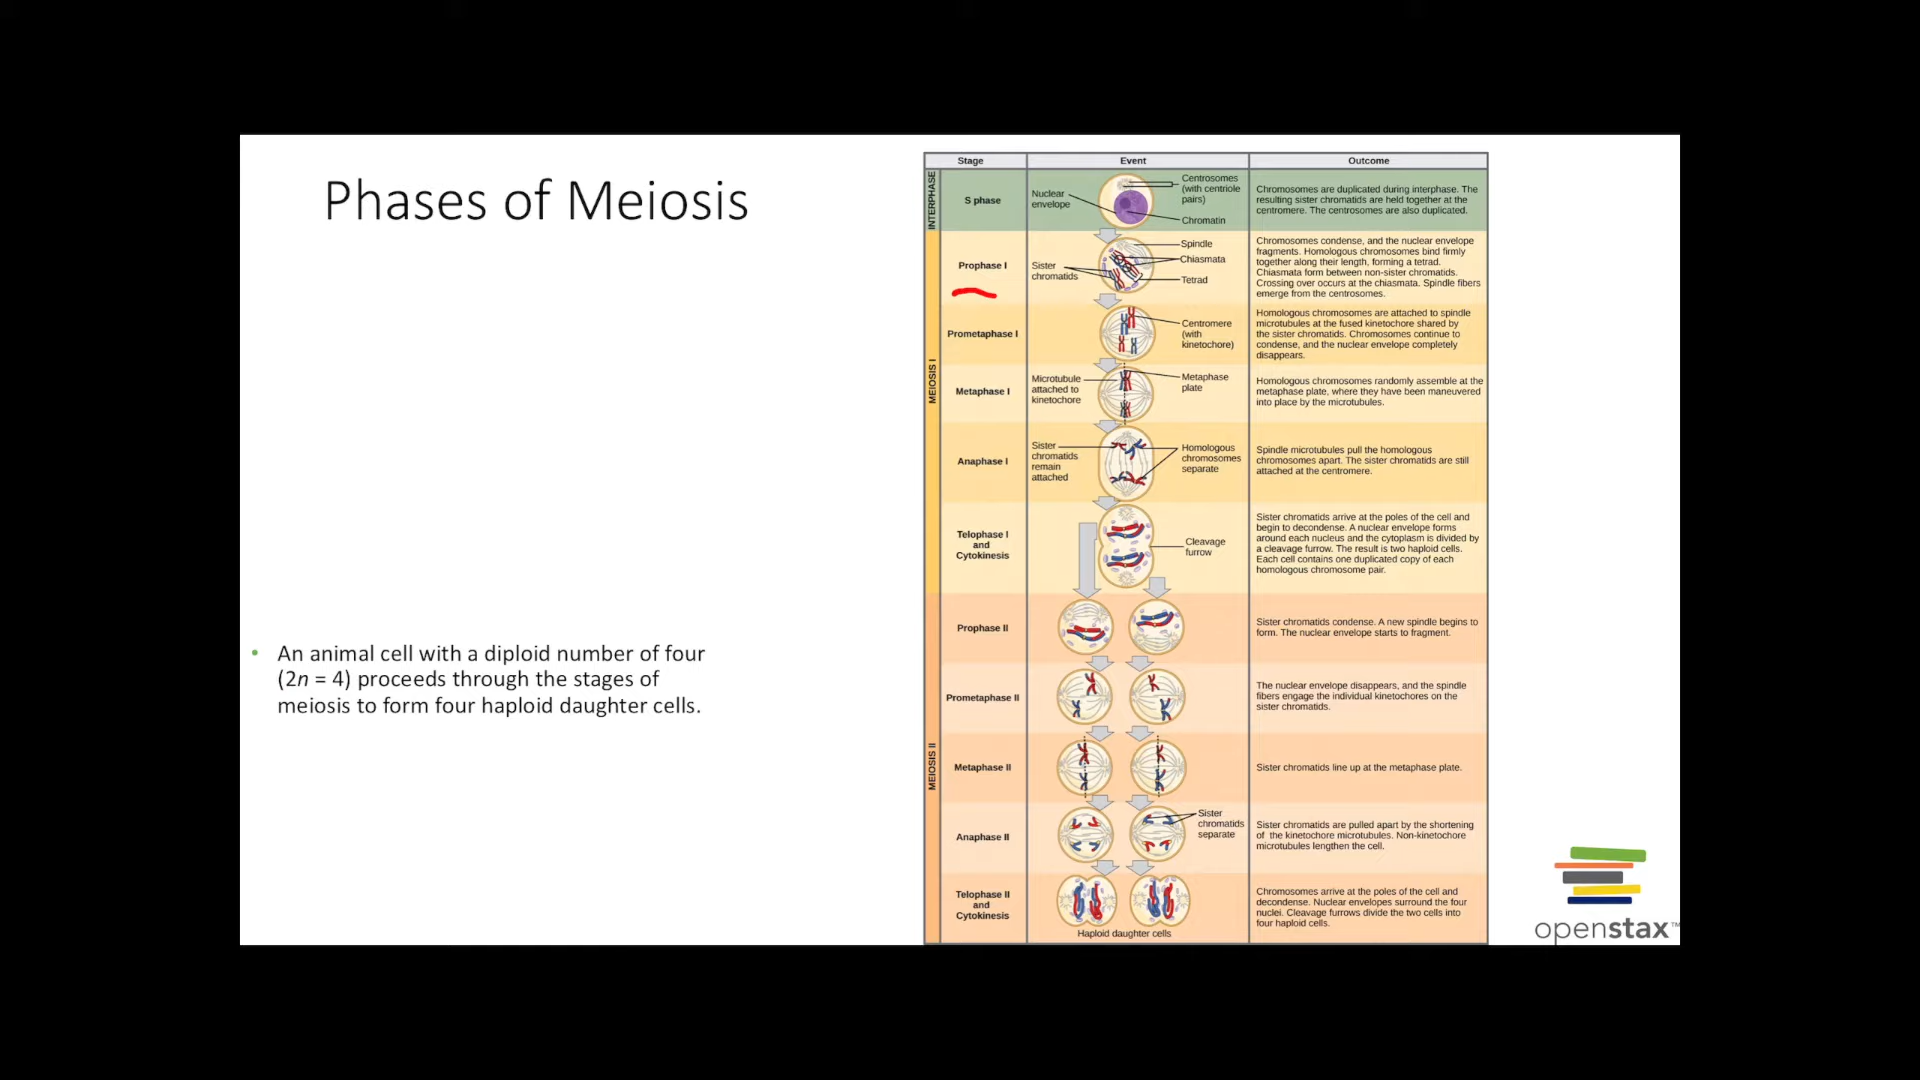 Phases of Meiosis
• An animal cell with a diploid number of four
(2n = 4) proceeds through the stages of
meiosis to form four haploid daughter cells.
Stage Event Outcome
INTERPHASE
S phase
Nuclear
envelope
Centrosomes
(with centriole
pairs)
Chromatin
Chromosomes are duplicated during interphase. The
resulting sister chromatids are held together at the
centromere. The centrosomes are also duplicated.
MEIOSIS I
Prophase I
Sister
chromatids
Spindle
Chiasmata
Tetrad
Chromosomes condense, and the nuclear envelope
fragments. Homologous chromosomes bind firmly
together along their length, forming a tetrad.
Chiasmata form between non-sister chromatids.
Crossing over occurs at the chiasmata. Spindle fibers
emerge from the centrosomes.
Prometaphase I
Centromere
(with
kinetochore)
Homologous chromosomes are attached to spindle
microtubules at the fused kinetochore shared by
the sister chromatids. Chromosomes continue to
condense, and the nuclear envelope completely
disappears.
Metaphase I
Microtubule
attached to
kinetochore
Metaphase
plate
Homologous chromosomes randomly assemble at the
metaphase plate, where they have been maneuvered
into place by the microtubules.
Anaphase I
Sister
chromatids
remain
attached
Homologous
chromosomes
separate
Spindle microtubules pull the homologous
chromosomes apart. The sister chromatids are still
attached at the centromere.
Telophase I
and
Cytokinesis
Cleavage
furrow
Sister chromatids arrive at the poles of the cell and
begin to decondense. A nuclear envelope forms
around each nucleus and the cytoplasm is divided by
a cleavage furrow. The result is two haploid cells.
Each cell contains one duplicated copy of each
homologous chromosome pair.
MEIOSIS II
Prophase II
Sister chromatids condense. A new spindle begins to
form. The nuclear envelope starts to fragment.
Prometaphase II
The nuclear envelope disappears, and the spindle
fibers engage the individual kinetochores on the
sister chromatids.
Metaphase II
Sister chromatids line up at the metaphase plate.
Anaphase II
Sister
chromatids
separate
Sister chromatids are pulled apart by the shortening
of the kinetochore microtubules. Non-kinetochore
microtubules lengthen the cell.
Telophase II
and
Cytokinesis
Haploid daughter cells
Chromosomes arrive at the poles of the cell and
decondense. Nuclear envelopes surround the four
nuclei. Cleavage furrows divide the two cells into
four haploid cells.
openstax™